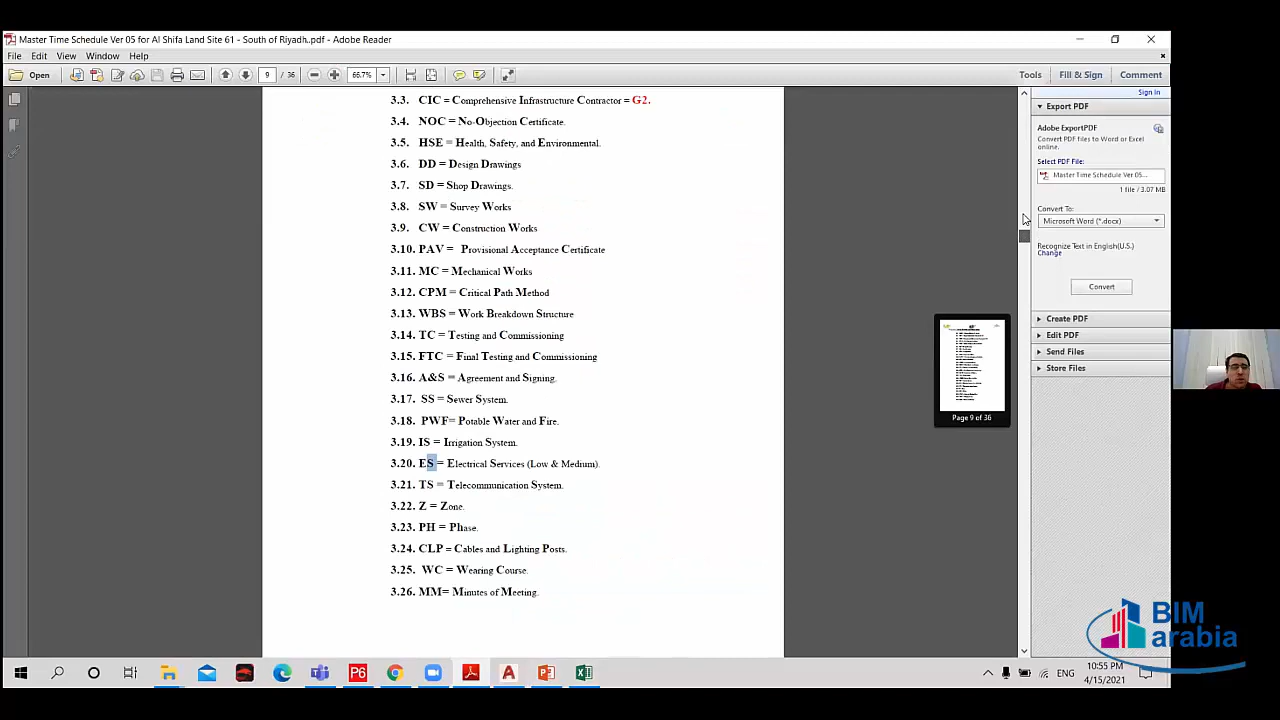 Master Time Schedule Ver 05 for Al Shifa Land Site 61 - South of Riyadh..pdf - Adobe Reader
File Edit View Window Help
Open 9 / 36 66.7% Tools Fill & Sign Comment
Sign In
Export PDF
Adobe ExportPDF
Convert PDF files to Word or Excel
online.
Select PDF File:
Master Time Schedule Ver 05...
1 file / 3.07 MB
Convert To:
Microsoft Word (*.docx)
Recognize Text in English(U.S.)
Change
Convert
Create PDF
Edit PDF
Send Files
Store Files
3.3. CIC = Comprehensive Infrastructure Contractor = G2.
3.4. NOC = No-Objection Certificate.
3.5. HSE = Health, Safety, and Environmental.
3.6. DD = Design Drawings
3.7. SD = Shop Drawings.
3.8. SW = Survey Works
3.9. CW = Construction Works
3.10. PAV = Provisional Acceptance Certificate
3.11. MC = Mechanical Works
3.12. CPM = Critical Path Method
3.13. WBS = Work Breakdown Structure
3.14. TC = Testing and Commissioning
3.15. FTC = Final Testing and Commissioning
3.16. A&S = Agreement and Signing.
3.17. SS = Sewer System.
3.18. PWF= Potable Water and Fire.
3.19. IS = Irrigation System.
3.20. ES = Electrical Services (Low & Medium).
3.21. TS = Telecommunication System.
3.22. Z = Zone.
3.23. PH = Phase.
3.24. CLP = Cables and Lighting Posts.
3.25. WC = Wearing Course.
3.26. MM= Minutes of Meeting.
Page 9 of 36
BIM
arabia
P6
ENG
10:55 PM
4/15/2021